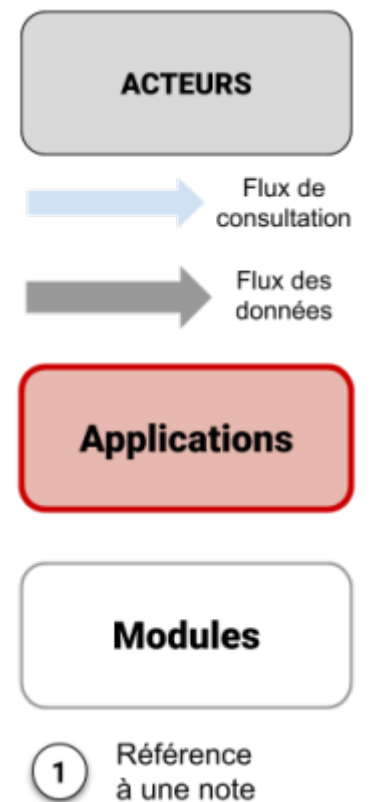 ACTEURS
Flux de
consultation
Flux des
données
Applications
Modules
1
Référence
à une note